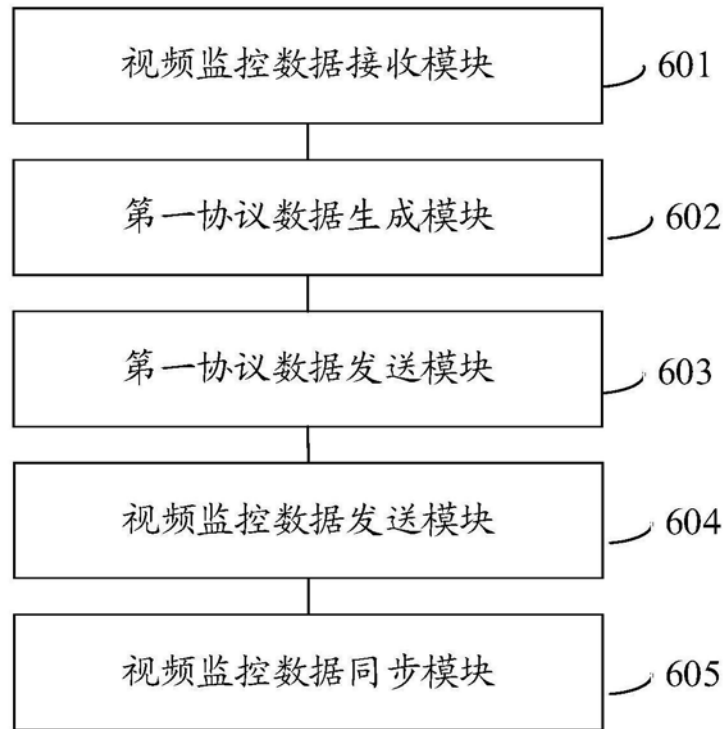 视频监控数据接收模块 601
第一协议数据生成模块 602
第一协议数据发送模块 603
视频监控数据发送模块 604
视频监控数据同步模块 605